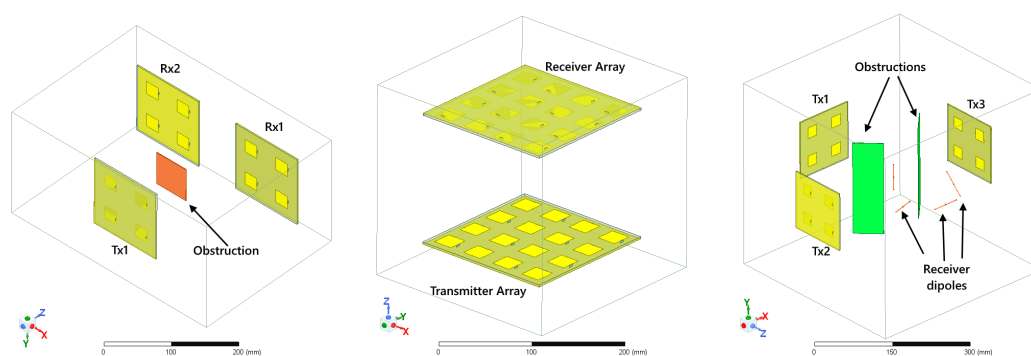 Rx2
Rx1
Tx1
Obstruction
Z
X
Y
0 100 200 (mm)
Receiver Array
Transmitter Array
Z
Y
X
0 100 200 (mm)
Obstructions
Tx1
Tx3
Tx2
Receiver
dipoles
Y
X
Z
0 150 300 (mm)